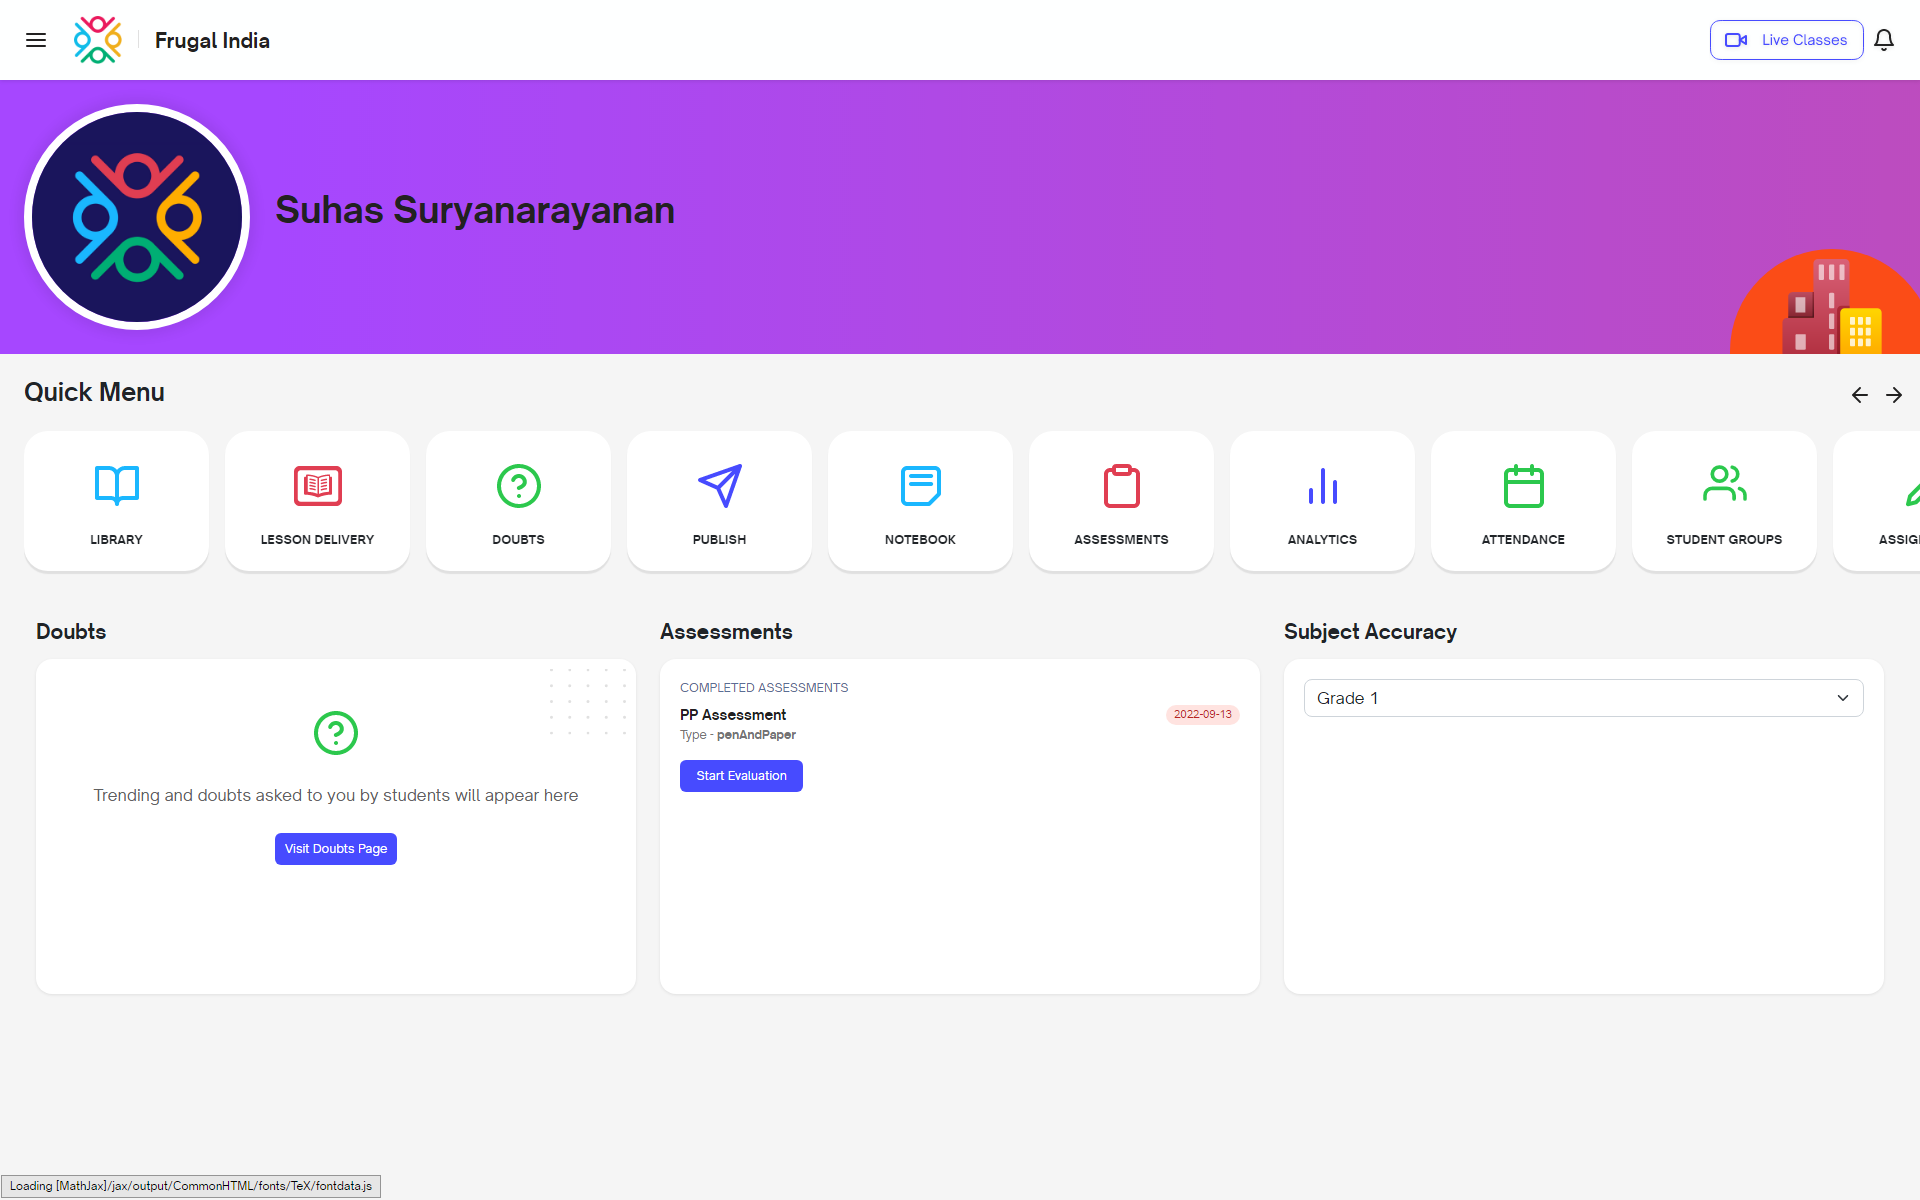 Frugal India
Live Classes
Suhas Suryanarayanan
Quick Menu
LIBRARY
LESSON DELIVERY
DOUBTS
PUBLISH
NOTEBOOK
ASSESSMENTS
ANALYTICS
ATTENDANCE
STUDENT GROUPS
ASSIG
Doubts
Trending and doubts asked to you by students will appear here
Visit Doubts Page
Assessments
COMPLETED ASSESSMENTS
PP Assessment
2022-09-13
Type - penAndPaper
Start Evaluation
Subject Accuracy
Grade 1
Loading [MathJax]/jax/output/CommonHTML/fonts/TeX/fontdata.js